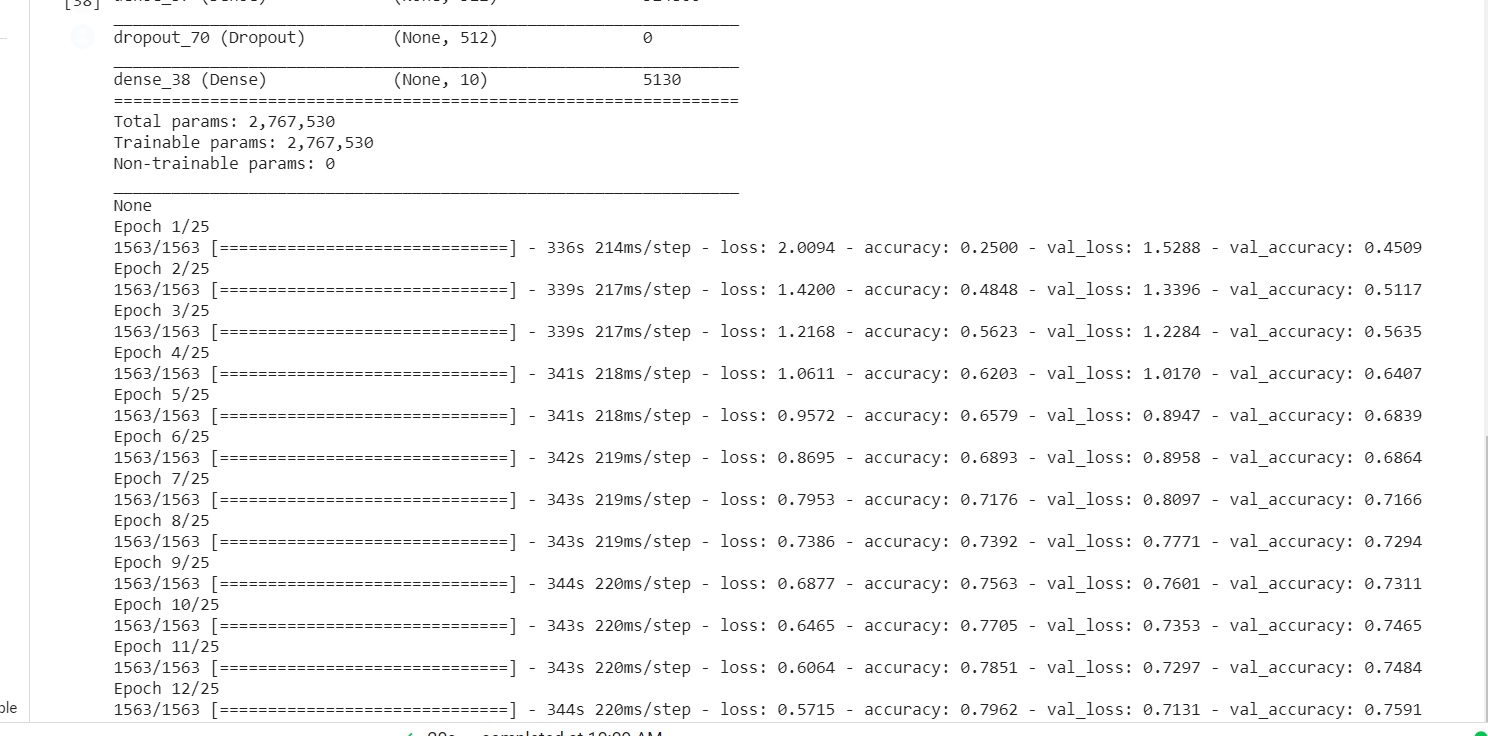 [38]
dropout_70 (Dropout) (None, 512) 0
dense_38 (Dense) (None, 10) 5130
=================================================================
Total params: 2,767,530
Trainable params: 2,767,530
Non-trainable params: 0
_________________________________________________________________
None
Epoch 1/25
1563/1563 [==============================] - 336s 214ms/step - loss: 2.0094 - accuracy: 0.2500 - val_loss: 1.5288 - val_accuracy: 0.4509
Epoch 2/25
1563/1563 [==============================] - 339s 217ms/step - loss: 1.4200 - accuracy: 0.4848 - val_loss: 1.3396 - val_accuracy: 0.5117
Epoch 3/25
1563/1563 [==============================] - 339s 217ms/step - loss: 1.2168 - accuracy: 0.5623 - val_loss: 1.2284 - val_accuracy: 0.5635
Epoch 4/25
1563/1563 [==============================] - 341s 218ms/step - loss: 1.0611 - accuracy: 0.6203 - val_loss: 1.0170 - val_accuracy: 0.6407
Epoch 5/25
1563/1563 [==============================] - 341s 218ms/step - loss: 0.9572 - accuracy: 0.6579 - val_loss: 0.8947 - val_accuracy: 0.6839
Epoch 6/25
1563/1563 [==============================] - 342s 219ms/step - loss: 0.8695 - accuracy: 0.6893 - val_loss: 0.8958 - val_accuracy: 0.6864
Epoch 7/25
1563/1563 [==============================] - 343s 219ms/step - loss: 0.7953 - accuracy: 0.7176 - val_loss: 0.8097 - val_accuracy: 0.7166
Epoch 8/25
1563/1563 [==============================] - 343s 219ms/step - loss: 0.7386 - accuracy: 0.7392 - val_loss: 0.7771 - val_accuracy: 0.7294
Epoch 9/25
1563/1563 [==============================] - 344s 220ms/step - loss: 0.6877 - accuracy: 0.7563 - val_loss: 0.7601 - val_accuracy: 0.7311
Epoch 10/25
1563/1563 [==============================] - 343s 220ms/step - loss: 0.6465 - accuracy: 0.7705 - val_loss: 0.7353 - val_accuracy: 0.7465
Epoch 11/25
1563/1563 [==============================] - 343s 220ms/step - loss: 0.6064 - accuracy: 0.7851 - val_loss: 0.7297 - val_accuracy: 0.7484
Epoch 12/25
1563/1563 [==============================] - 344s 220ms/step - loss: 0.5715 - accuracy: 0.7962 - val_loss: 0.7131 - val_accuracy: 0.7591
ble
completed at